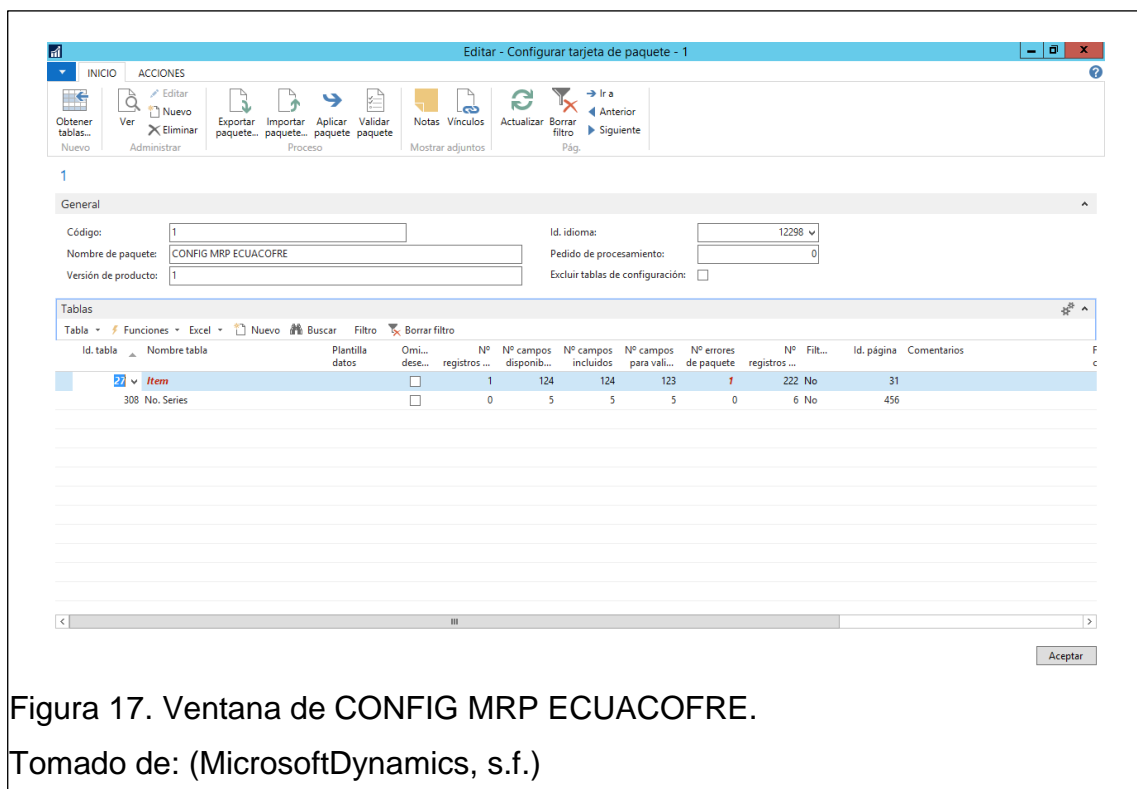 Editar - Configurar tarjeta de paquete - 1
INICIO ACCIONES
Obtener tablas...
Nuevo
Ver
Editar
Nuevo
Eliminar
Administrar
Exportar paquete...
Importar paquete...
Aplicar paquete
Validar paquete
Proceso
Notas
Vínculos
Mostrar adjuntos
Actualizar
Borrar filtro
Ir a
Anterior
Siguiente
Pág.
1
General
Código: 1 Id. idioma: 12298
Nombre de paquete: CONFIG MRP ECUACOFRE Pedido de procesamiento: 0
Versión de producto: 1 Excluir tablas de configuración:
Tablas
Tabla Funciones Excel Nuevo Buscar Filtro Borrar filtro
Id. tabla Nombre tabla Plantilla Omi... Nº Nº campos Nº campos Nº campos Nº errores Nº Filt... Id. página Comentarios F
datos dese... registros ... disponib... incluidos para vali... de paquete registros ... c
27 Item 1 124 124 123 1 222 No 31
308 No. Series 0 5 5 5 0 6 No 456
Aceptar
Figura 17. Ventana de CONFIG MRP ECUACOFRE.
Tomado de: (MicrosoftDynamics, s.f.)